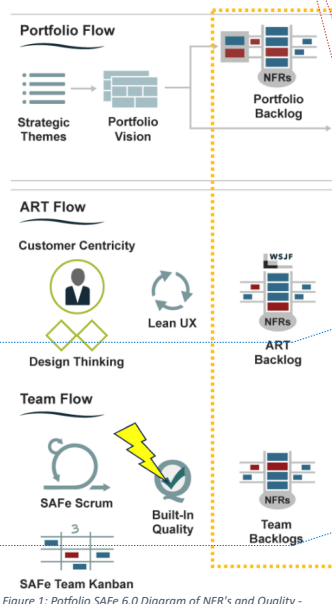 Portfolio Flow
NFRs
Strategic
Themes
Portfolio
Vision
Portfolio
Backlog
ART Flow
Customer Centricity
WSJF
Lean UX
NFRs
Design Thinking
ART
Backlog
Team Flow
SAFe Scrum
Built-In
Quality
NFRs
Team
Backlogs
3
SAFe Team Kanban
Figure 1: Potfolio SAFe 6.0 Diagram of NFR's and Quality -